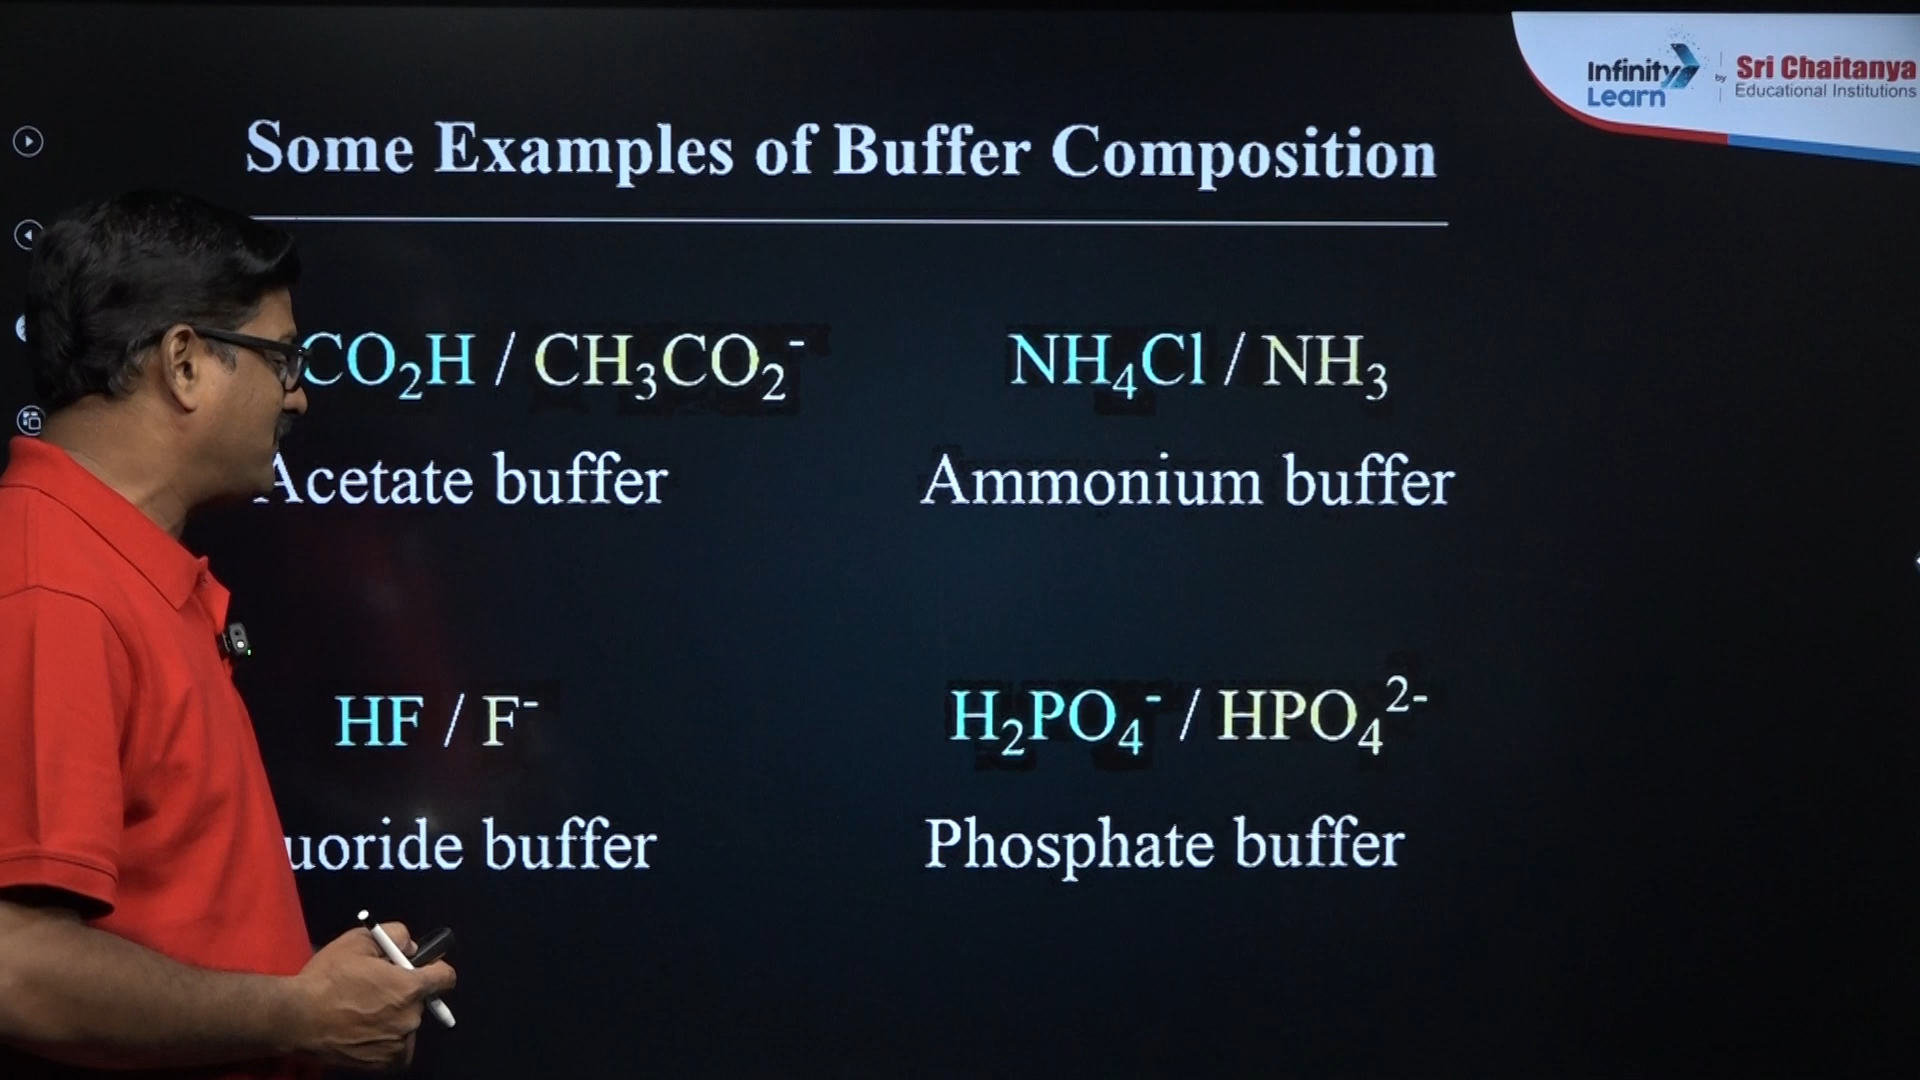 Infinity Learn by Sri Chaitanya Educational Institutions
Some Examples of Buffer Composition
CO₂H / CH₃CO₂⁻
NH₄Cl / NH₃
Acetate buffer
Ammonium buffer
HF / F⁻
H₂PO₄⁻ / HPO₄²⁻
uoride buffer
Phosphate buffer